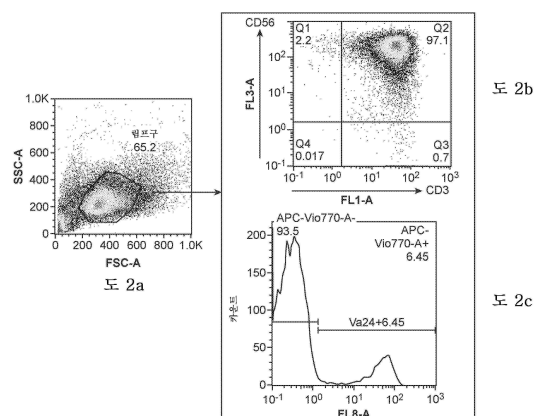 CD56
Q1
2.2
Q2
97.1
10²
10¹
10⁰
10⁻¹
FL3-A
Q4
0.017
Q3
0.7
10⁻¹ 10⁰ 10¹ 10² 10³
FL1-A
CD3
도 2b
1.0K
800
600
400
200
0
SSC-A
림프구
65.2
0 200 400 600 800 1.0K
FSC-A
도 2a
APC-Vio770-A-
93.5
APC-
Vio770-A+
6.45
200
150
100
50
0
카운트
Va24+6.45
10⁻¹ 10⁰ 10¹ 10² 10³
FL8-A
도 2c